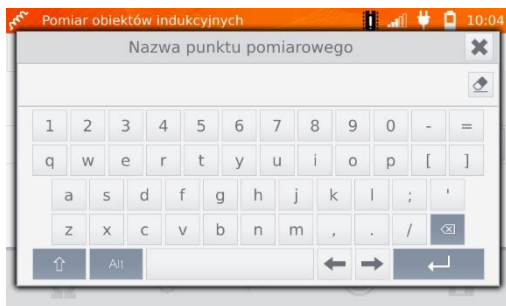 Pomiar obiektów indukcyjnych 10:04
Nazwa punktu pomiarowego
1 2 3 4 5 6 7 8 9 0 - =
q w e r t y u i o p [ ]
a s d f g h j k l ; '
z x c v b n m , . /
Alt